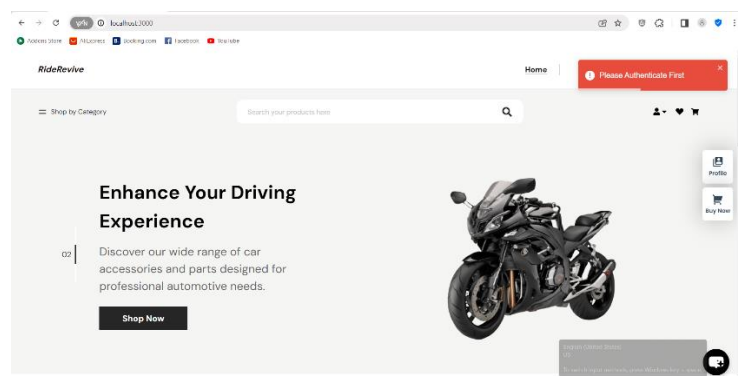 VPN localhost:3000
Addons Store AliExpress Booking.com Facebook YouTube
RideRevive
Home
Please Authenticate First
Shop by Category
Search your products here
Profile
Buy Now
Enhance Your Driving
Experience
02
Discover our wide range of car
accessories and parts designed for
professional automotive needs.
Shop Now